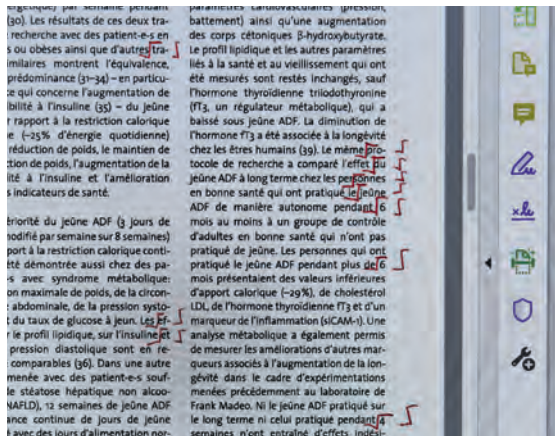 ergétique) par semaine pendant
(30). Les résultats de ces deux tra-
recherche avec des patient-e-s en
s ou obèses ainsi que d'autres tra-
milaires montrent l'équivalence,
prédominance (31–34) – en particu-
e qui concerne l'augmentation de
ibilité à l'insuline (35) – du jeûne
r rapport à la restriction calorique
e (~25% d'énergie quotidienne)
réduction de poids, le maintien de
tion de poids, l'augmentation de la
ité à l'insuline et l'amélioration
s indicateurs de santé.
ériorité du jeûne ADF (3 jours de
odifié par semaine sur 8 semaines)
port à la restriction calorique conti-
été démontrée aussi chez des pa-
-s avec syndrome métabolique:
on maximale de poids, de la circon-
abdominale, de la pression systo-
du taux de glucose à jeun. Les ef-
r le profil lipidique, sur l'insuline et
pression diastolique sont en re-
comparables (36). Dans une autre
menée avec des patient-e-s souf-
e stéatose hépatique non alcoo-
NAFLD), 12 semaines de jeûne ADF
ance continue de jours de jeûne
avec des jours d'alimentation nor-
paramètres cardiovasculaires (pression,
battement) ainsi qu'une augmentation
des corps cétoniques β-hydroxybutyrate.
Le profil lipidique et les autres paramètres
liés à la santé et au vieillissement qui ont
été mesurés sont restés inchangés, sauf
l'hormone thyroïdienne triiodothyronine
(fT3, un régulateur métabolique), qui a
baissé sous jeûne ADF. La diminution de
l'hormone fT3 a été associée à la longévité
chez les êtres humains (39). Le même pro-
tocole de recherche a comparé l'effet du
jeûne ADF à long terme chez les personnes
en bonne santé qui ont pratiqué le jeûne
ADF de manière autonome pendant 6
mois au moins à un groupe de contrôle
d'adultes en bonne santé qui n'ont pas
pratiqué de jeûne. Les personnes qui ont
pratiqué le jeûne ADF pendant plus de 6
mois présentaient des valeurs inférieures
d'apport calorique (~29%), de cholestérol
LDL, de l'hormone thyroïdienne fT3 et d'un
marqueur de l'inflammation (sICAM-1). Une
analyse métabolique a également permis
de mesurer les améliorations d'autres mar-
queurs associés à l'augmentation de la lon-
gévité dans le cadre d'expérimentations
menées précédemment au laboratoire de
Frank Madeo. Ni le jeûne ADF pratiqué sur
le long terme ni celui pratiqué pendant 4
semaines n'ont entraîné d'effets indési-